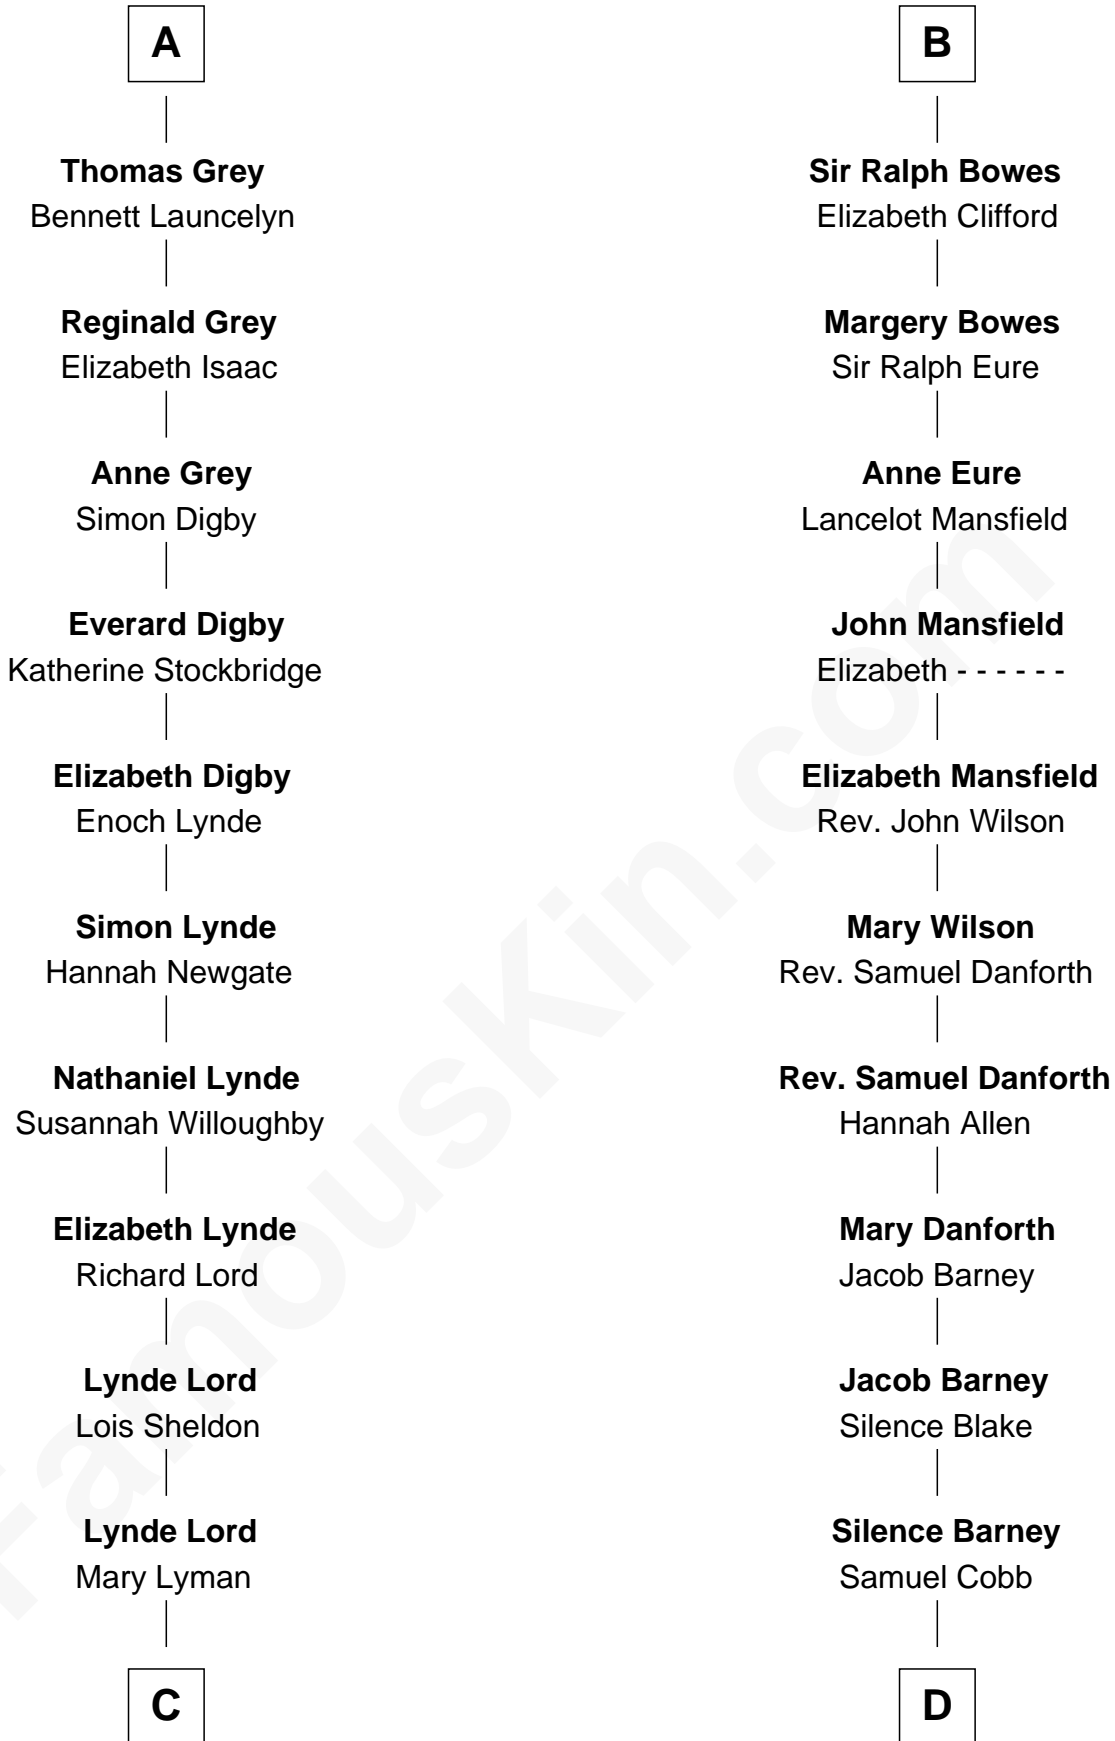 A
Thomas Grey
Bennett Launcelyn
Reginald Grey
Elizabeth Isaac
Anne Grey
Simon Digby
Everard Digby
Katherine Stockbridge
Elizabeth Digby
Enoch Lynde
Simon Lynde
Hannah Newgate
Nathaniel Lynde
Susannah Willoughby
Elizabeth Lynde
Richard Lord
Lynde Lord
Lois Sheldon
Lynde Lord
Mary Lyman
C
B
Sir Ralph Bowes
Elizabeth Clifford
Margery Bowes
Sir Ralph Eure
Anne Eure
Lancelot Mansfield
John Mansfield
Elizabeth - - - - - -
Elizabeth Mansfield
Rev. John Wilson
Mary Wilson
Rev. Samuel Danforth
Rev. Samuel Danforth
Hannah Allen
Mary Danforth
Jacob Barney
Jacob Barney
Silence Blake
Silence Barney
Samuel Cobb
D
FamousKin.com